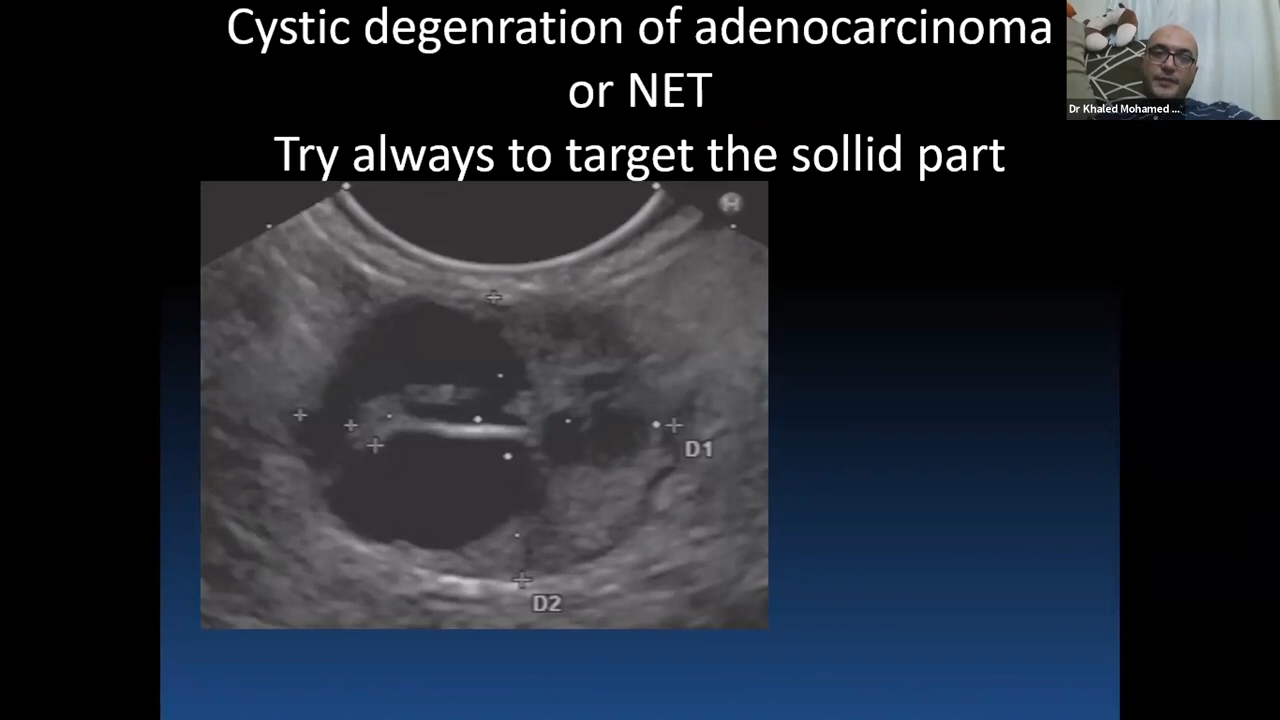 Cystic degenration of adenocarcinoma
or NET
Try always to target the sollid part
Dr Khaled Mohamed ...
H
D1
D2